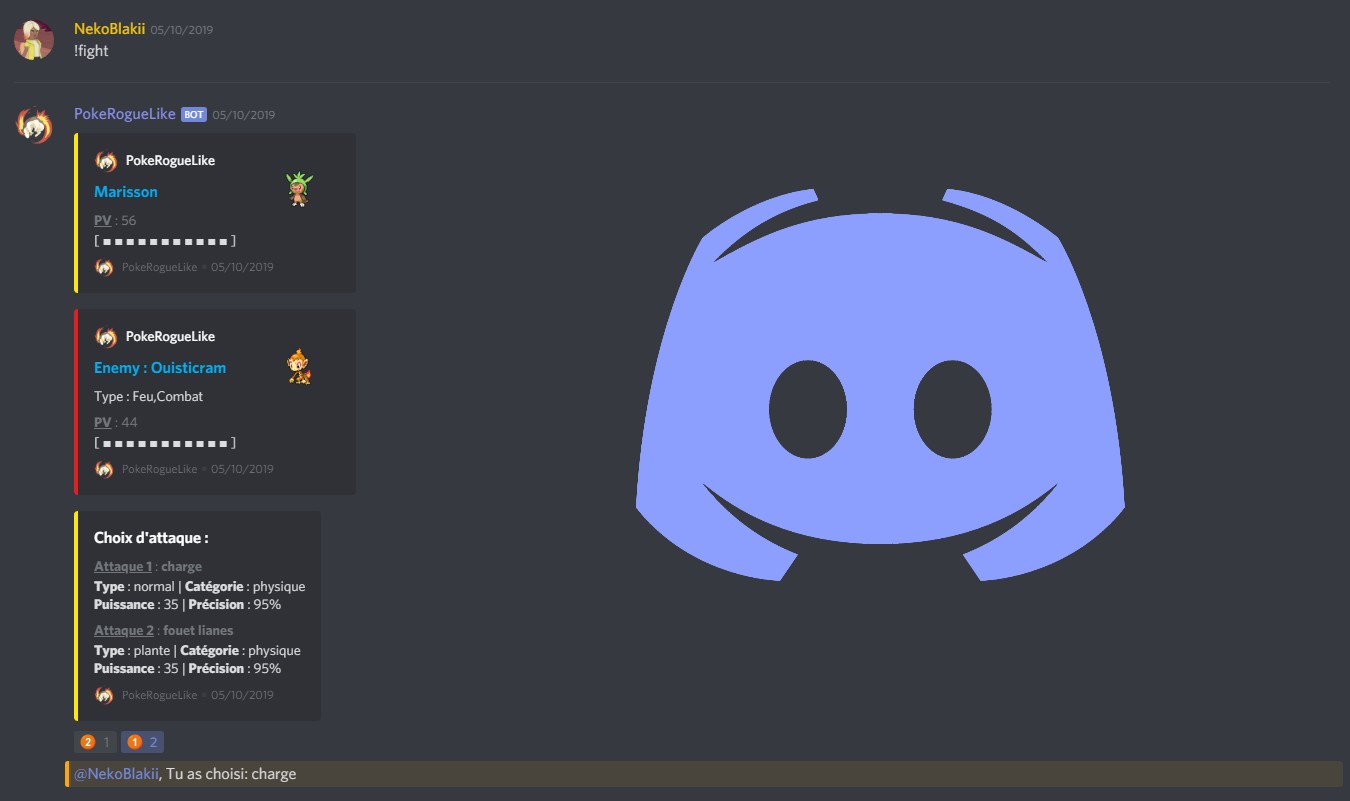 NekoBlakii 05/10/2019
!fight
PokeRogueLike BOT 05/10/2019
PokeRogueLike
Marisson
PV : 56
[ ▪ ▪ ▪ ▪ ▪ ▪ ▪ ▪ ▪ ▪ ▪ ]
PokeRogueLike • 05/10/2019
PokeRogueLike
Enemy : Ouisticram
Type : Feu,Combat
PV : 44
[ ▪ ▪ ▪ ▪ ▪ ▪ ▪ ▪ ▪ ▪ ▪ ]
PokeRogueLike • 05/10/2019
Choix d'attaque :
Attaque 1 : charge
Type : normal | Catégorie : physique
Puissance : 35 | Précision : 95%
Attaque 2 : fouet lianes
Type : plante | Catégorie : physique
Puissance : 35 | Précision : 95%
PokeRogueLike • 05/10/2019
2 1 1 2
@NekoBlakii, Tu as choisi: charge